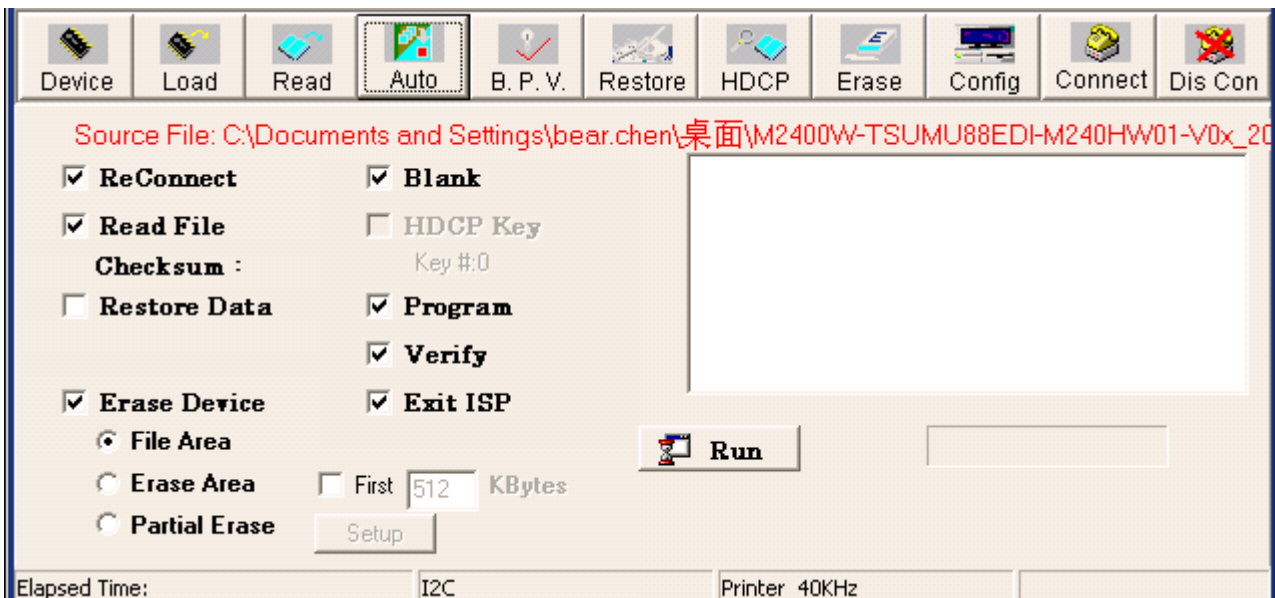 Device Load Read Auto B. P. V. Restore HDCP Erase Config Connect Dis Con
Source File: C:\Documents and Settings\bear.chen\桌面\M2400W-TSUMU88EDI-M240HW01-V0x_20
ReConnect Blank
Read File HDCP Key
Checksum : Key #:0
Restore Data Program
Verify
Erase Device Exit ISP
File Area Run
Erase Area First 512 KBytes
Partial Erase Setup
Elapsed Time: I2C Printer 40KHz